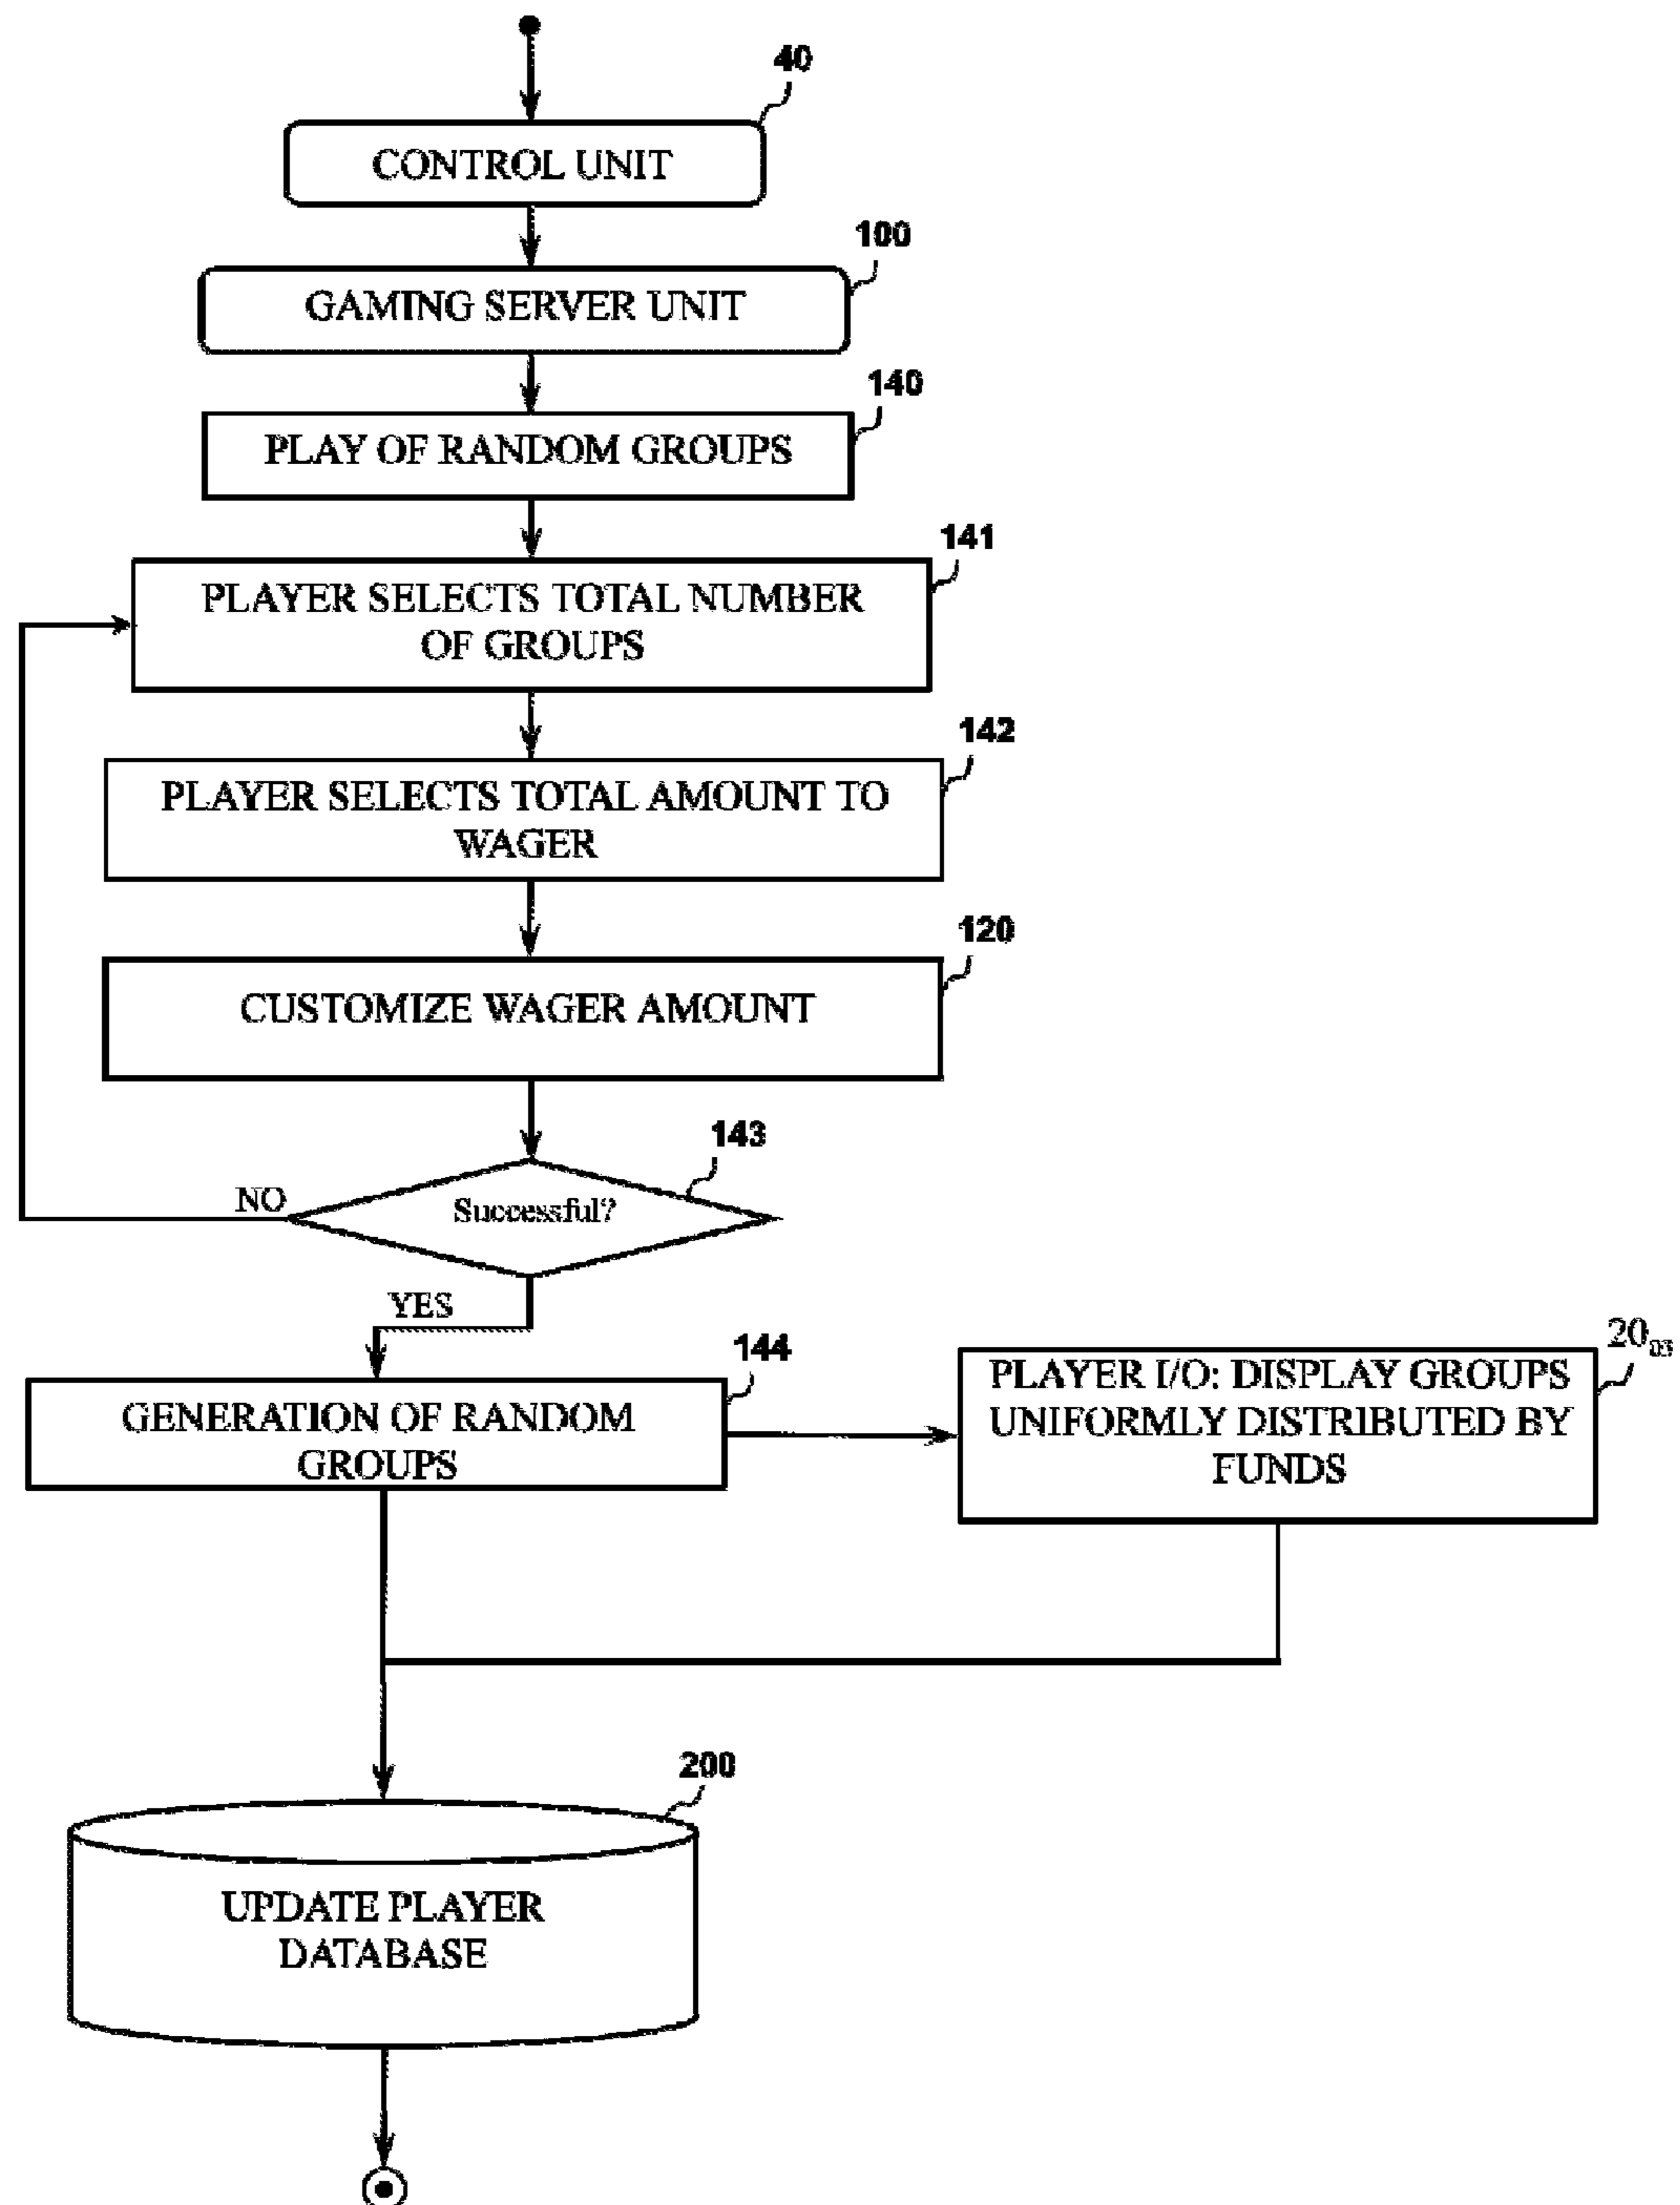 40
CONTROL UNIT
100
GAMING SERVER UNIT
140
PLAY OF RANDOM GROUPS
141
PLAYER SELECTS TOTAL NUMBER
OF GROUPS
142
PLAYER SELECTS TOTAL AMOUNT TO
WAGER
120
CUSTOMIZE WAGER AMOUNT
143
NO
Successful?
YES
144
GENERATION OF RANDOM
GROUPS
20
PLAYER I/O: DISPLAY GROUPS
UNIFORMLY DISTRIBUTED BY
FUNDS
200
UPDATE PLAYER
DATABASE